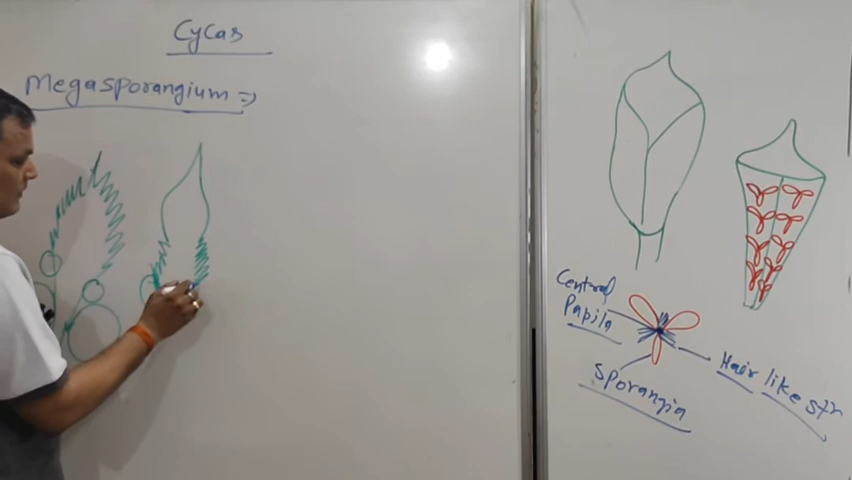 Cycas
Megasporangium =>
Central
Papila
Sporangia
Hair like str